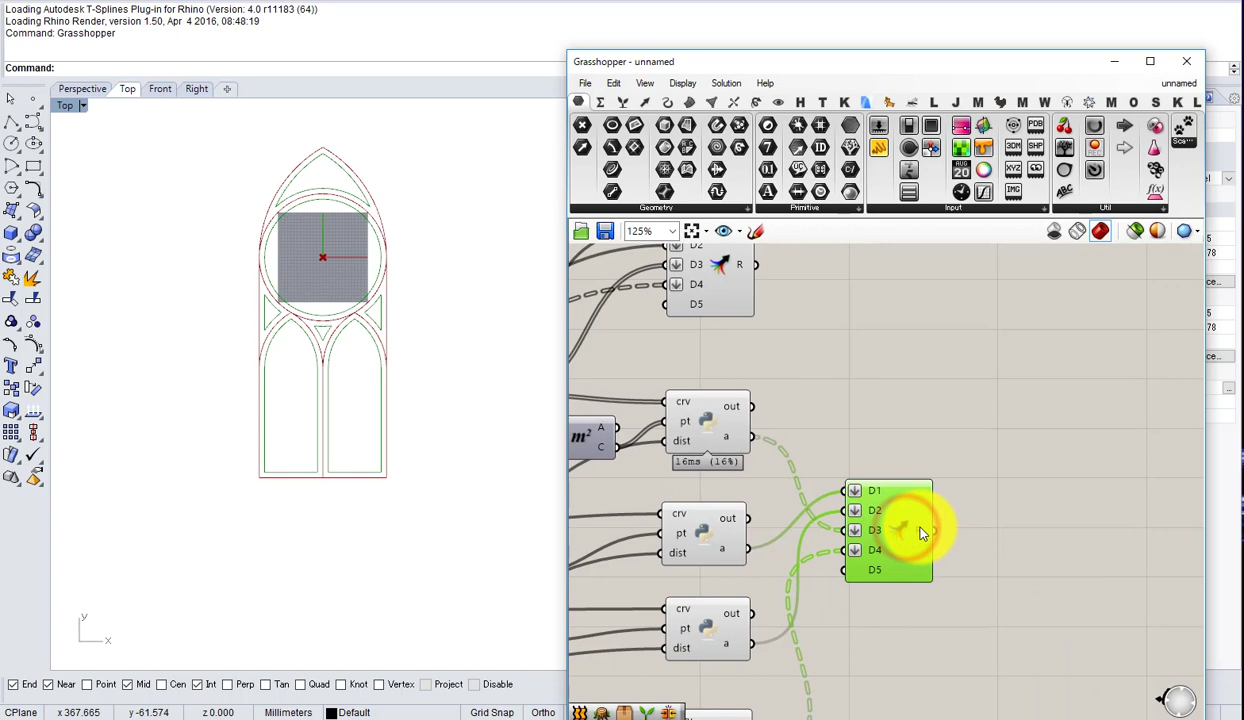 Loading Autodesk T-Splines Plug-in for Rhino (Version: 4.0 r11183 (64))
Loading Rhino Render, version 1.50, Apr 4 2016, 08:48:19
Command: Grasshopper
Command:
Perspective Top Front Right
Top
Grasshopper - unnamed
File Edit View Display Solution Help unnamed
H T K L J M M W M O S K L
Geometry Primitive Input Util
125%
D2
D3 R
D4
D5
crv out
pt
dist a
16ms (16%)
m² A
C
crv out
pt
dist a
D1
D2
D3
D4
D5
crv out
pt
dist a
y
x
End Near Point Mid Cen Int Perp Tan Quad Knot Vertex Project Disable
CPlane x 367.665 y -61.574 z 0.000 Millimeters Default Grid Snap Ortho